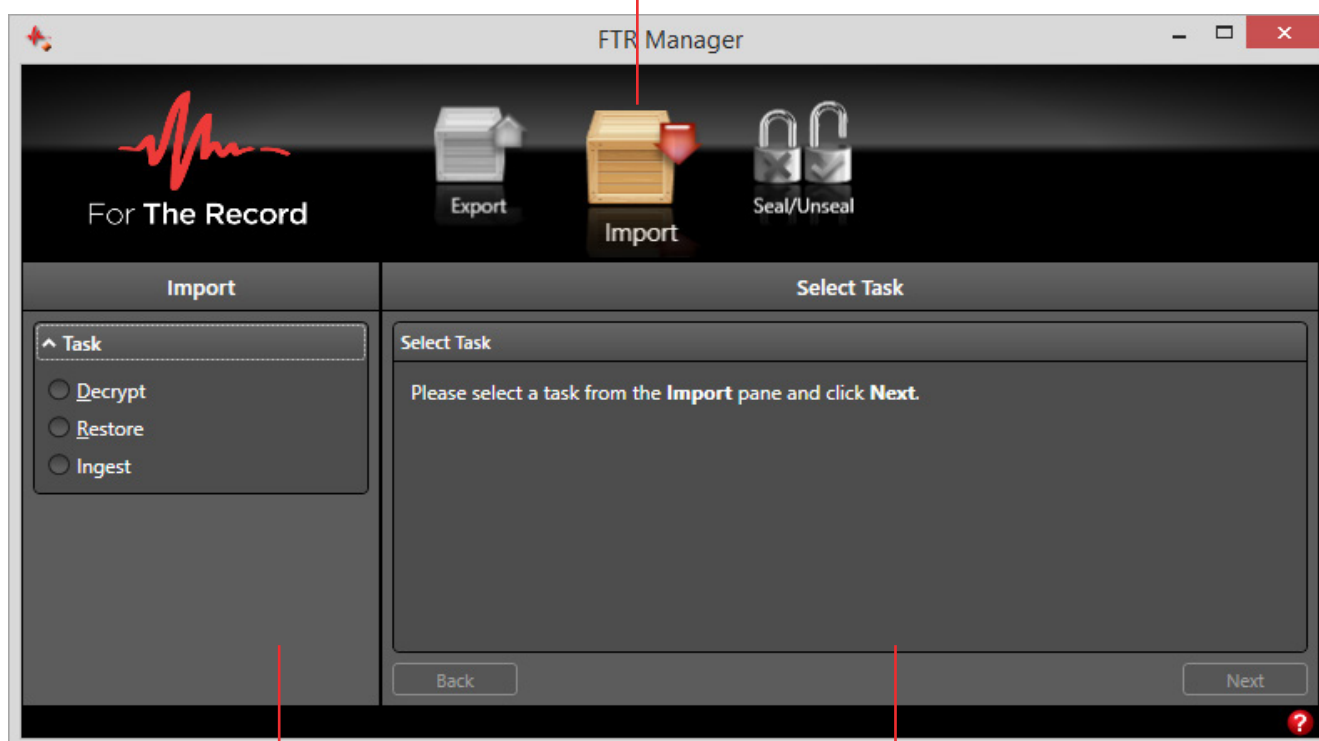 FTR Manager
For The Record
Export
Import
Seal/Unseal
Import
Select Task
Task
Decrypt
Restore
Ingest
Select Task
Please select a task from the Import pane and click Next.
Back
Next
?